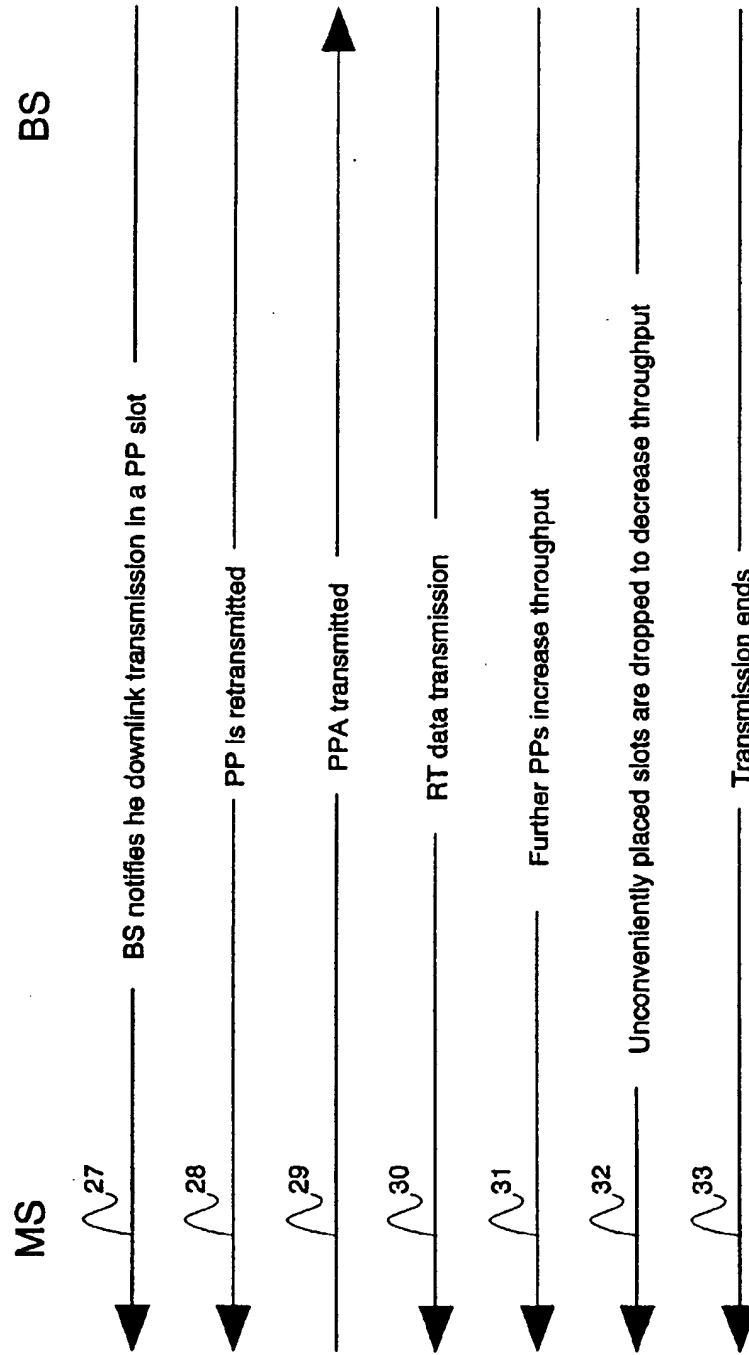 MS BS
27 BS notifies he downlink transmission in a PP slot
28 PP is retransmitted
29 PPA transmitted
30 RT data transmission
31 Further PPs increase throughput
32 Unconveniently placed slots are dropped to decrease throughput
33 Transmission ends